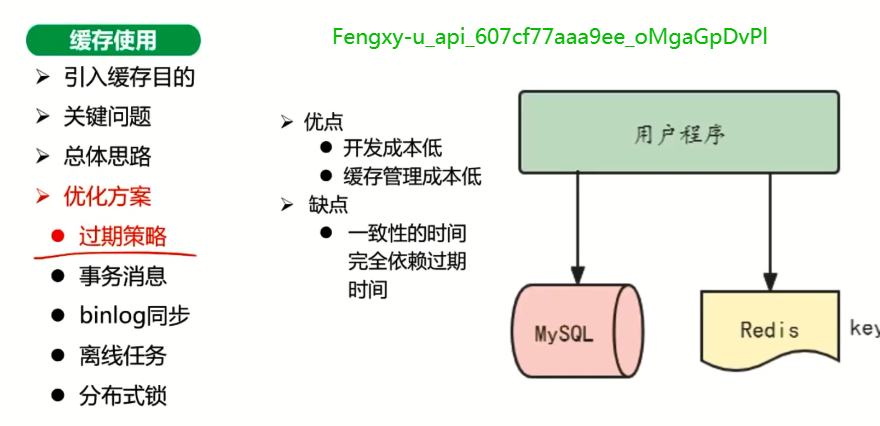 缓存使用
Fengxy-u_api_607cf77aaa9ee_oMgaGpDvPl
引入缓存目的
关键问题
总体思路
优化方案
过期策略
事务消息
binlog同步
离线任务
分布式锁
优点
开发成本低
缓存管理成本低
缺点
一致性的时间
完全依赖过期
时间
用户程序
MySQL
Redis
key